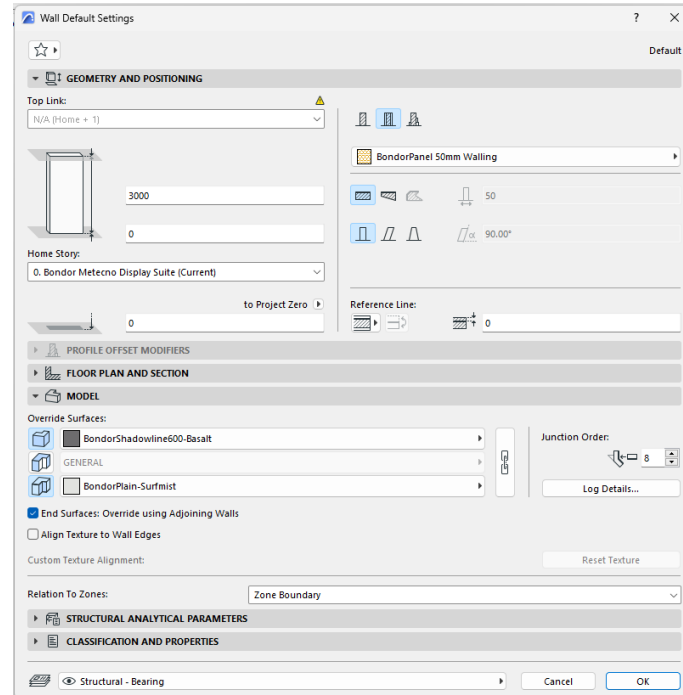 Wall Default Settings
?
Default
GEOMETRY AND POSITIONING
Top Link:
N/A (Home + 1)
3000
0
Home Story:
0. Bondor Metecno Display Suite (Current)
to Project Zero
0
BondorPanel 50mm Walling
50
α 90.00°
Reference Line:
0
PROFILE OFFSET MODIFIERS
FLOOR PLAN AND SECTION
MODEL
Override Surfaces:
BondorShadowline600-Basalt
GENERAL
BondorPlain-Surfmist
Junction Order:
8
Log Details...
End Surfaces: Override using Adjoining Walls
Align Texture to Wall Edges
Custom Texture Alignment:
Reset Texture
Relation To Zones:
Zone Boundary
STRUCTURAL ANALYTICAL PARAMETERS
CLASSIFICATION AND PROPERTIES
Structural - Bearing
Cancel
OK